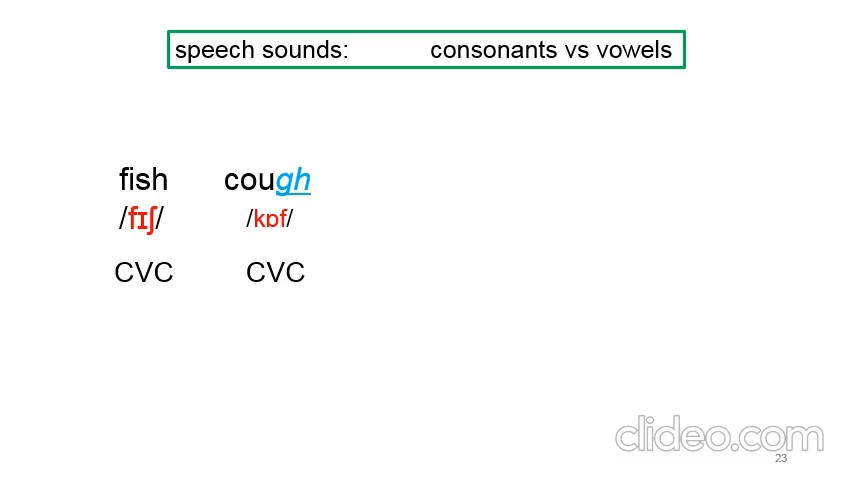 speech sounds: consonants vs vowels
fish cough
/fɪʃ/ /kɒf/
CVC CVC
clideo.com
23